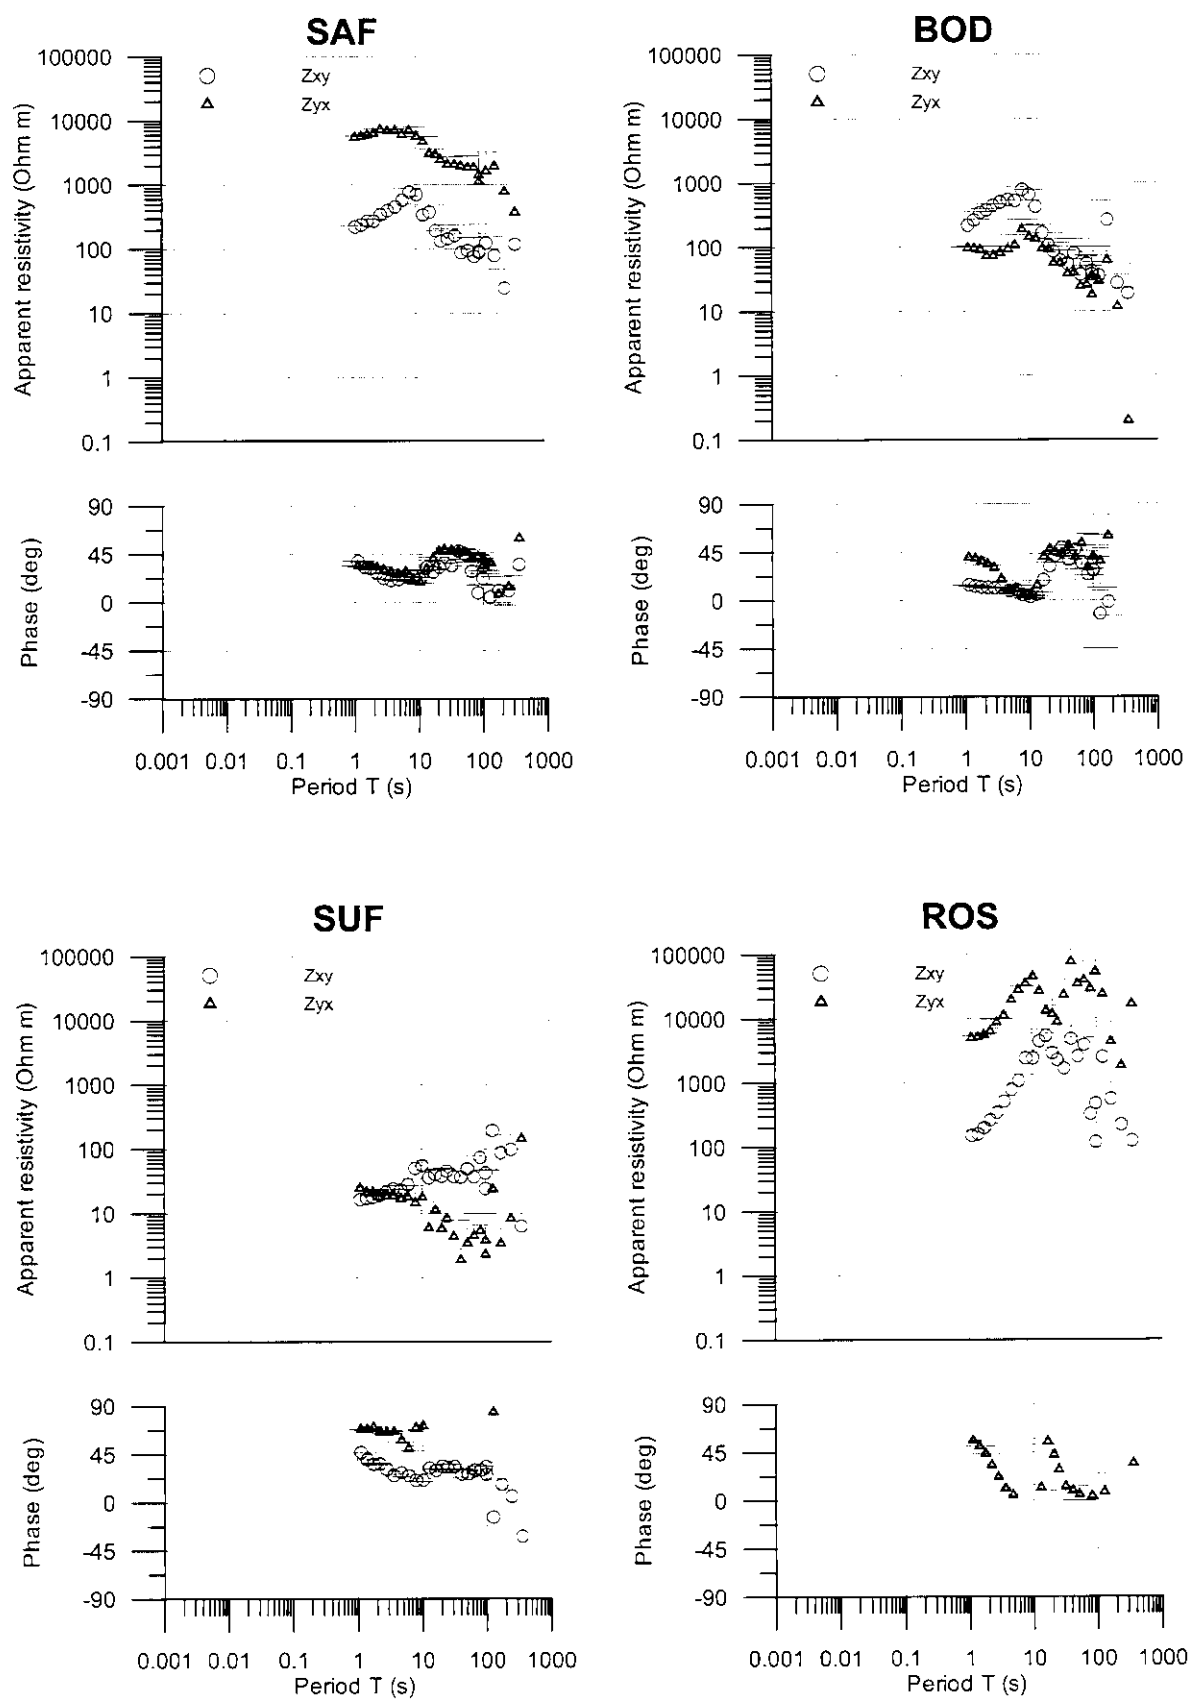 SAF
BOD
100000
10000
1000
100
10
1
0.1
Apparent resistivity (Ohm m)
Zxy
Zyx
90
45
0
-45
-90
Phase (deg)
0.001 0.01 0.1 1 10 100 1000
Period T (s)
100000
10000
1000
100
10
1
0.1
Apparent resistivity (Ohm m)
Zxy
Zyx
90
45
0
-45
-90
Phase (deg)
0.001 0.01 0.1 1 10 100 1000
Period T (s)
SUF
ROS
100000
10000
1000
100
10
1
0.1
Apparent resistivity (Ohm m)
Zxy
Zyx
90
45
0
-45
-90
Phase (deg)
0.001 0.01 0.1 1 10 100 1000
Period T (s)
100000
10000
1000
100
10
1
0.1
Apparent resistivity (Ohm m)
Zxy
Zyx
90
45
0
-45
-90
Phase (deg)
0.001 0.01 0.1 1 10 100 1000
Period T (s)